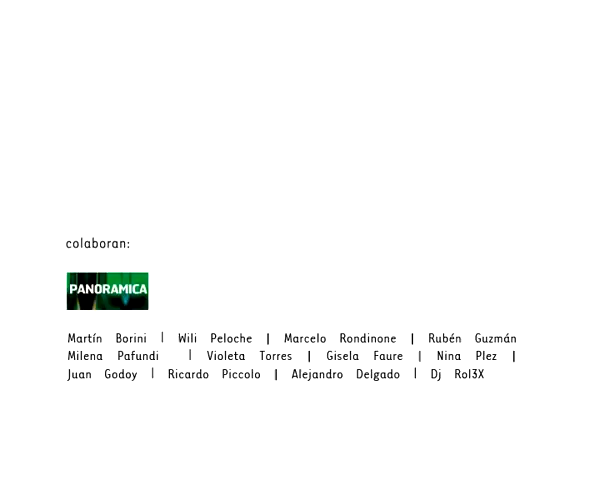 colaboran:
PANORAMICA
Martín Borini | Wili Peloche | Marcelo Rondinone | Rubén Guzmán
Milena Pafundi | Violeta Torres | Gisela Faure | Nina Plez |
Juan Godoy | Ricardo Piccolo | Alejandro Delgado | Dj Rol3X